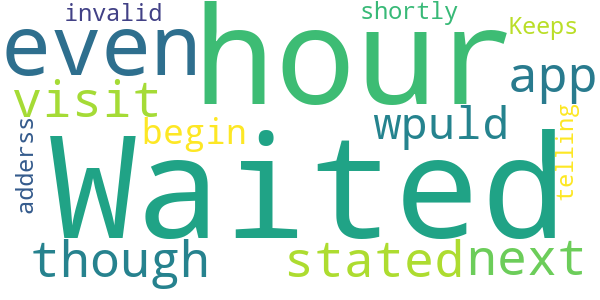 invalid
shortly
Keeps
even
hour
app
visit
begin
wpuld
telling
adderss
Waited
though
stated
next